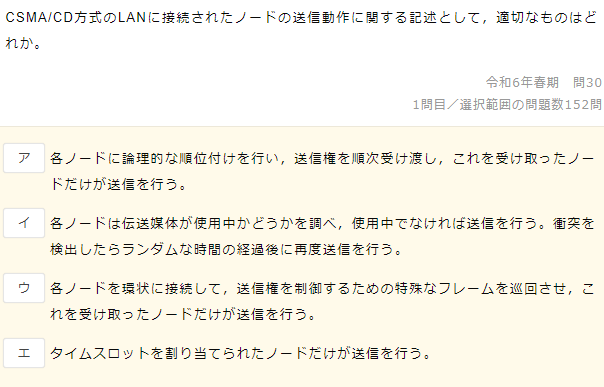 CSMA/CD方式のLANに接続されたノードの送信動作に関する記述として，適切なものはど
れか。
令和6年春期　問30
1問目／選択範囲の問題数152問
ア 各ノードに論理的な順位付けを行い，送信権を順次受け渡し，これを受け取ったノー
ドだけが送信を行う。
イ 各ノードは伝送媒体が使用中かどうかを調べ，使用中でなければ送信を行う。衝突を
検出したらランダムな時間の経過後に再度送信を行う。
ウ 各ノードを環状に接続して，送信権を制御するための特殊なフレームを巡回させ，こ
れを受け取ったノードだけが送信を行う。
エ タイムスロットを割り当てられたノードだけが送信を行う。